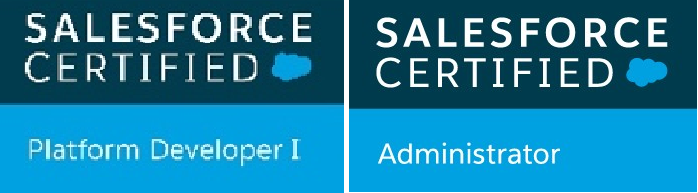 SALESFORCE
CERTIFIED
Platform Developer I
SALESFORCE
CERTIFIED
Administrator